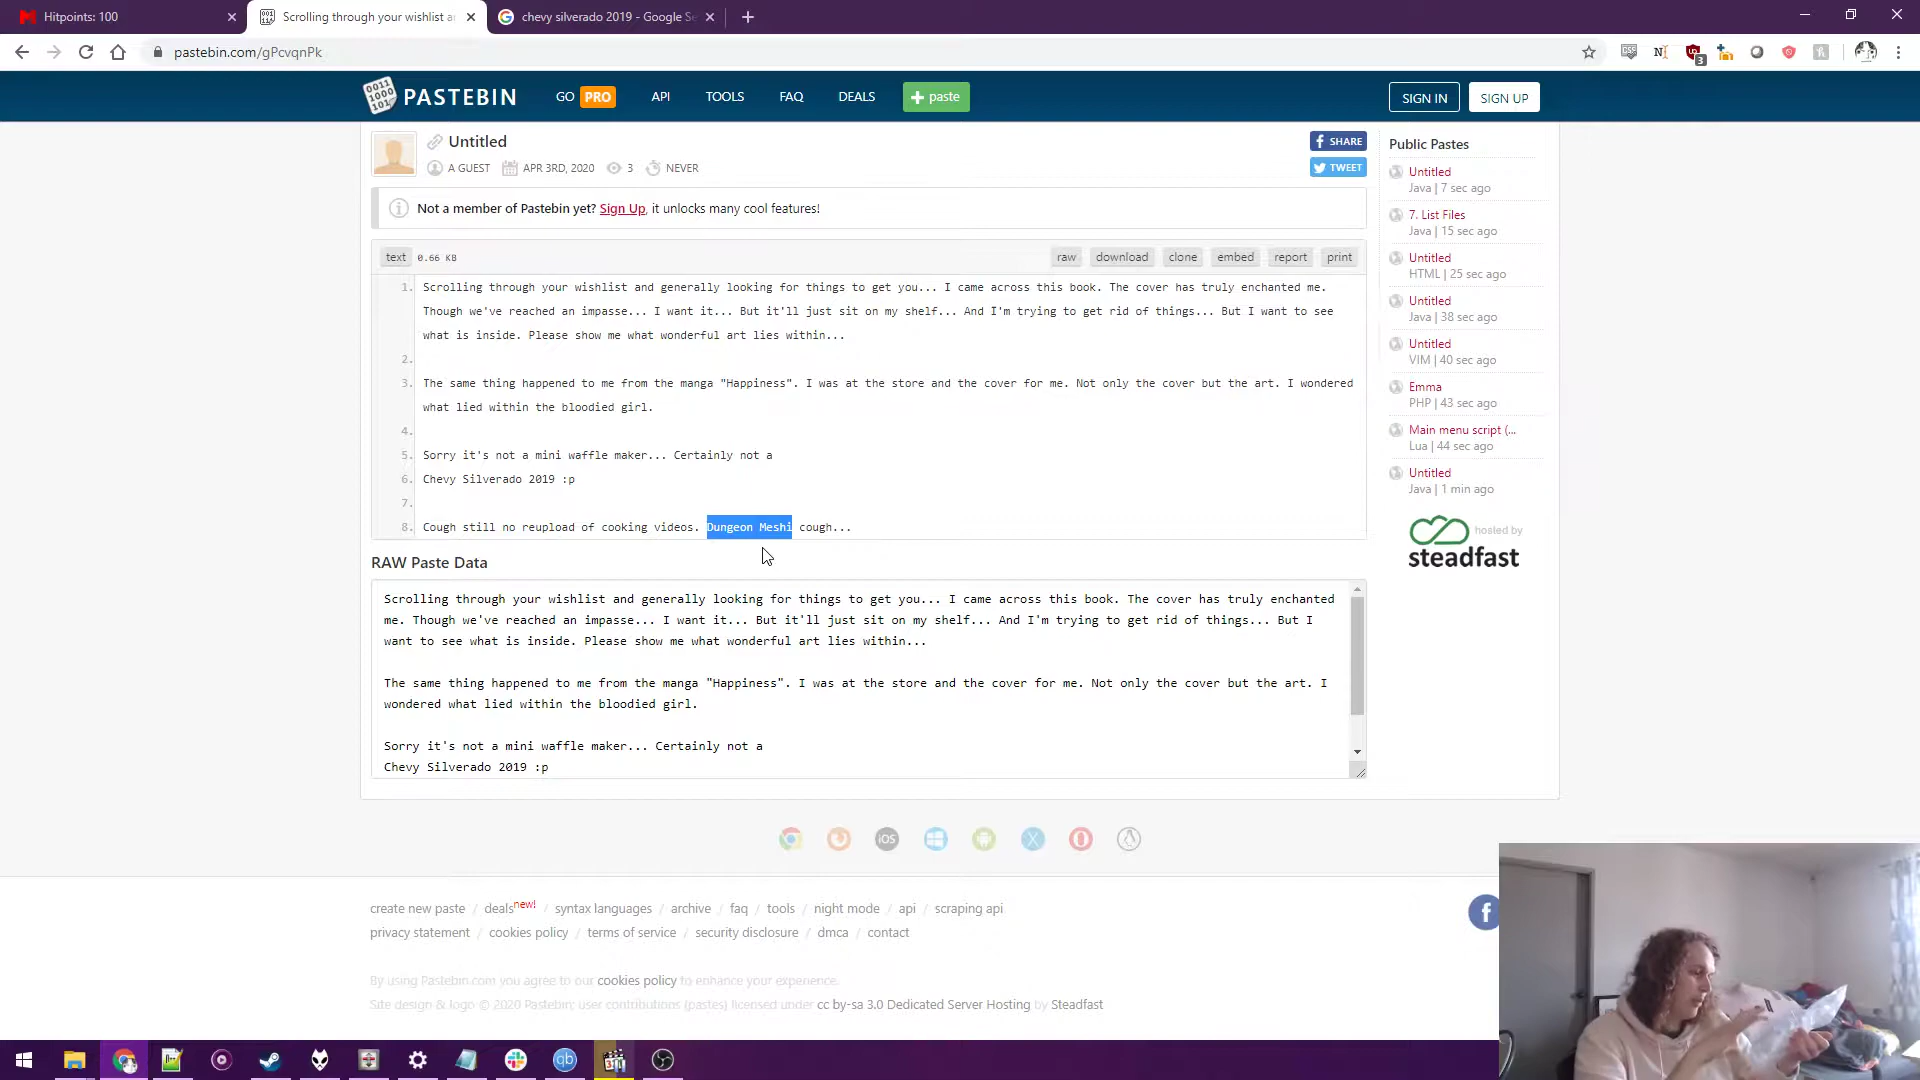 Hitpoints: 100
Scrolling through your wishlist a
chevy silverado 2019 - Google Se
pastebin.com/gPcvqnPk
3
PASTEBIN
GO PRO API TOOLS FAQ DEALS + paste
SIGN IN SIGN UP
Untitled
A GUEST APR 3RD, 2020 3 NEVER
SHARE
TWEET
Not a member of Pastebin yet? Sign Up, it unlocks many cool features!
text 0.66 KB raw download clone embed report print
1. Scrolling through your wishlist and generally looking for things to get you... I came across this book. The cover has truly enchanted me.
Though we've reached an impasse... I want it... But it'll just sit on my shelf... And I'm trying to get rid of things... But I want to see
what is inside. Please show me what wonderful art lies within...
2.
3. The same thing happened to me from the manga "Happiness". I was at the store and the cover for me. Not only the cover but the art. I wondered
what lied within the bloodied girl.
4.
5. Sorry it's not a mini waffle maker... Certainly not a
6. Chevy Silverado 2019 :p
7.
8. Cough still no reupload of cooking videos. Dungeon Meshi cough...
RAW Paste Data
Scrolling through your wishlist and generally looking for things to get you... I came across this book. The cover has truly enchanted
me. Though we've reached an impasse... I want it... But it'll just sit on my shelf... And I'm trying to get rid of things... But I
want to see what is inside. Please show me what wonderful art lies within...
The same thing happened to me from the manga "Happiness". I was at the store and the cover for me. Not only the cover but the art. I
wondered what lied within the bloodied girl.
Sorry it's not a mini waffle maker... Certainly not a
Chevy Silverado 2019 :p
Public Pastes
Untitled
Java | 7 sec ago
7. List Files
Java | 15 sec ago
Untitled
HTML | 25 sec ago
Untitled
Java | 38 sec ago
Untitled
VIM | 40 sec ago
Emma
PHP | 43 sec ago
Main menu script (...
Lua | 44 sec ago
Untitled
Java | 1 min ago
hosted by
steadfast
iOS
create new paste / deals new! / syntax languages / archive / faq / tools / night mode / api / scraping api
privacy statement / cookies policy / terms of service / security disclosure / dmca / contact
By using Pastebin.com you agree to our cookies policy to enhance your experience.
Site design & logo © 2020 Pastebin; user contributions (pastes) licensed under cc by-sa 3.0 Dedicated Server Hosting by Steadfast
qb